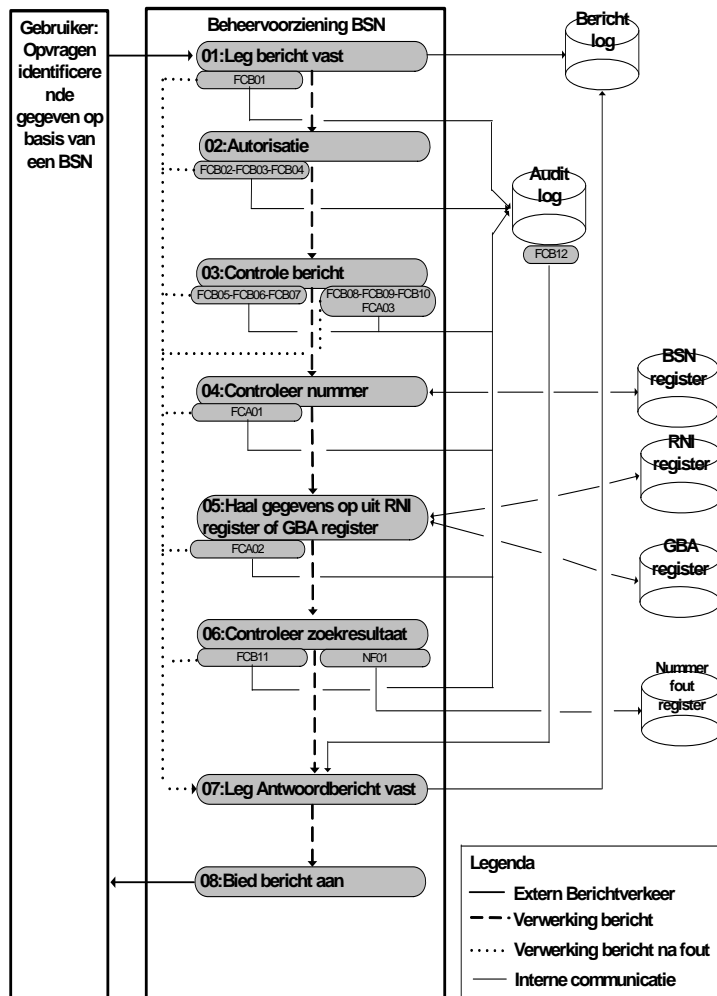 Gebruiker:
Opvragen
identificere
nde
gegeven op
basis van
een BSN
Beheervoorziening BSN
01:Leg bericht vast
FCB01
02:Autorisatie
FCB02-FCB03-FCB04
03:Controle bericht
FCB05-FCB06-FCB07
FCB08-FCB09-FCB10
FCA03
04:Controleer nummer
FCA01
05:Haal gegevens op uit RNI
register of GBA register
FCA02
06:Controleer zoekresultaat
FCB11
NF01
07:Leg Antwoordbericht vast
08:Bied bericht aan
Bericht
log
Audit
log
FCB12
BSN
register
RNI
register
GBA
register
Nummer
fout
register
Legenda
Extern Berichtverkeer
Verwerking bericht
Verwerking bericht na fout
Interne communicatie